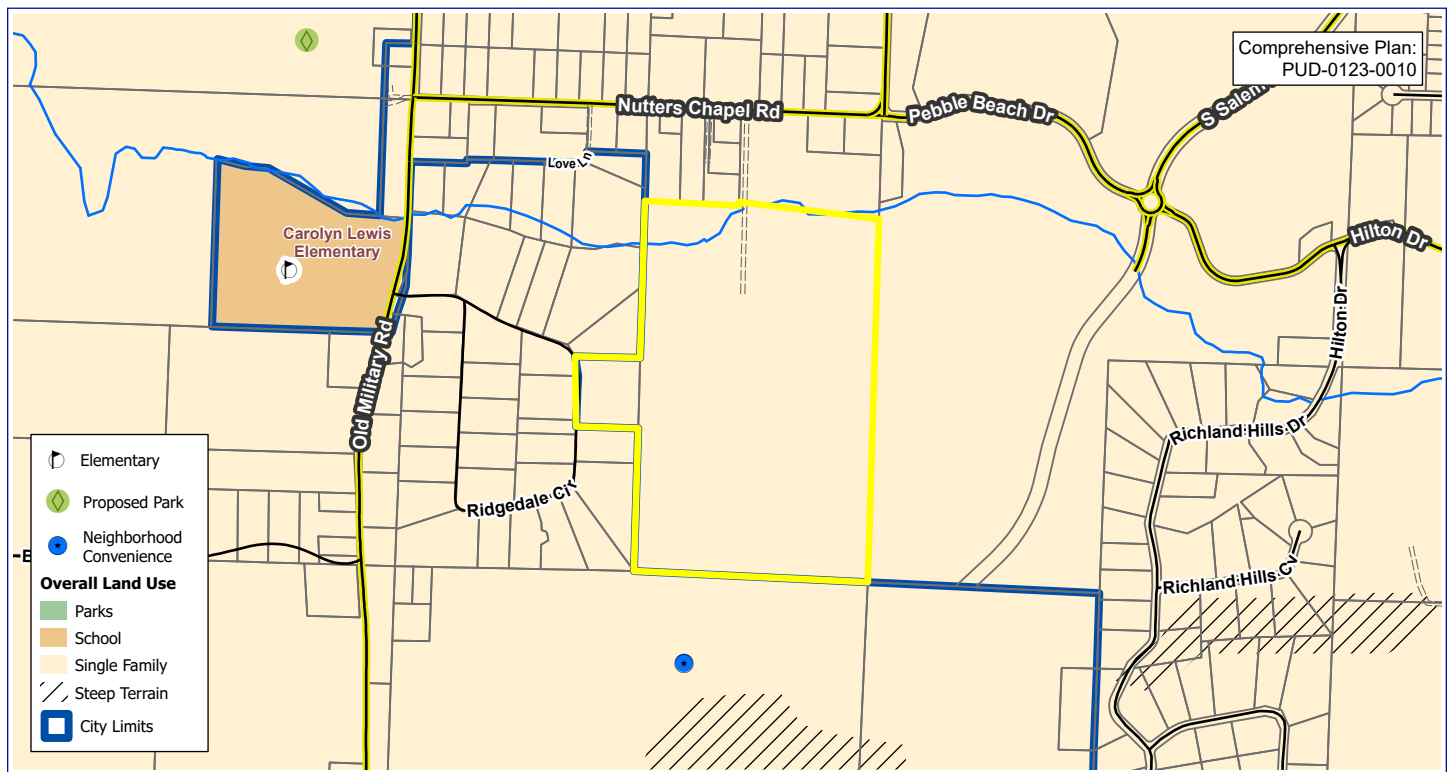 Comprehensive Plan:
PUD-0123-0010
Nutters Chapel Rd
Pebble Beach Dr
S Salem
Love Ln
Carolyn Lewis
Elementary
Hilton Dr
Hilton Dr
Old Military Rd
Richland Hills Dr
Ridgedale Cir
Richland Hills Cv
Elementary
Proposed Park
Neighborhood
Convenience
Overall Land Use
Parks
School
Single Family
Steep Terrain
City Limits